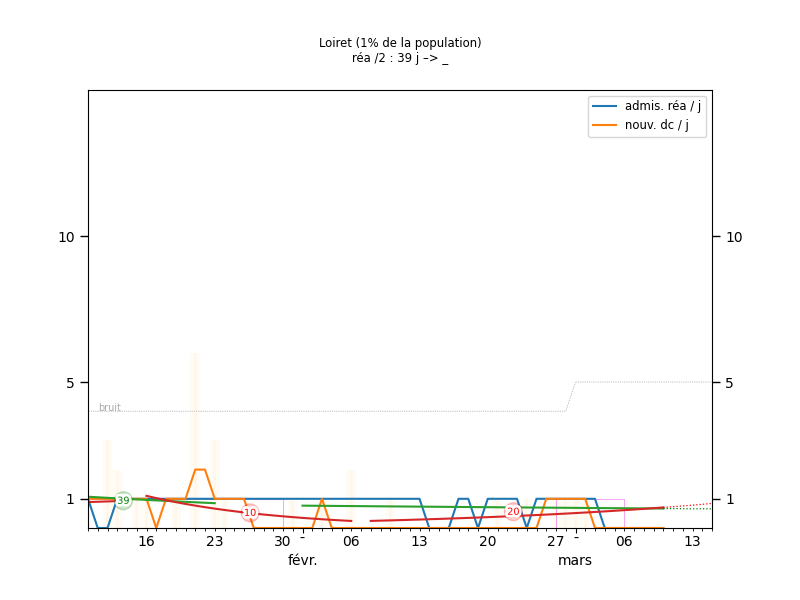 Loiret (1% de la population)
réa /2 : 39 j –> _
admis. réa / j
nouv. dc / j
10 10
5 5
bruit
1 1
39
10
20
16 23 30 - 06 13 20 27 - 06 13
févr. mars